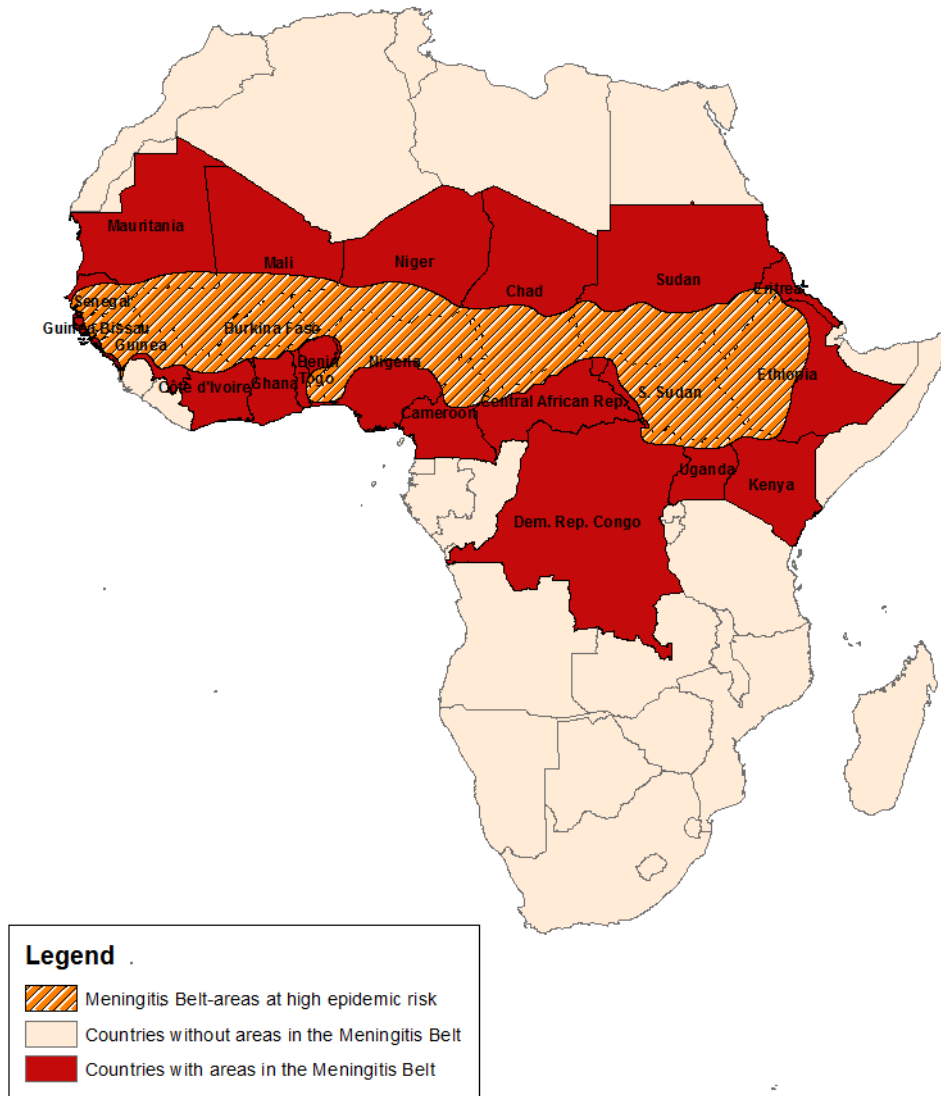 Mauritania
Mali
Niger
Chad
Sudan
Eritrea
Senegal
Guinea Bissau
Guinea
Burkina Faso
Benin
Togo
Nigeria
Côte d'Ivoire
Ghana
Cameroon
Central African Rep.
S. Sudan
Ethiopia
Uganda
Kenya
Dem. Rep. Congo
Legend
Meningitis Belt-areas at high epidemic risk
Countries without areas in the Meningitis Belt
Countries with areas in the Meningitis Belt